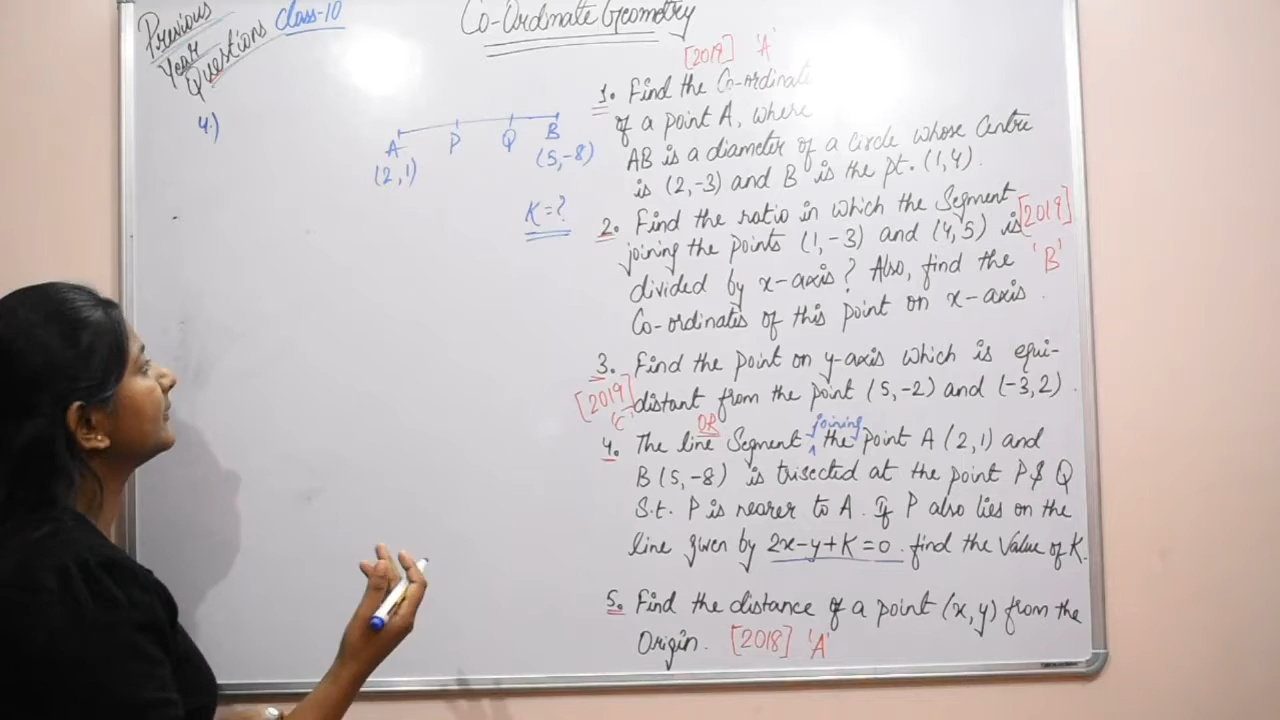 Previous
Year
Questions Class-10
Co-Ordinate Geometry
4.)
A P Q B
(2,1) (5,-8)
K=?
[2019] 'A'
1. Find the Co-ordinate
of a point A, where
AB is a diameter of a Circle whose Centre
is (2,-3) and B is the pt. (1,4).
2. Find the ratio in which the Segment [2019]
joining the points (1,-3) and (4,5) is 'B'
divided by x-axis? Also, find the
Co-ordinates of this point on x-axis.
3. Find the point on y-axis which is equi-
[2019] distant from the point (5,-2) and (-3,2).
'C' OR
4. The line Segment joining the point A (2,1) and
B (5,-8) is trisected at the point P & Q
S.t. P is nearer to A. If P also lies on the
line given by 2x-y+K=0. find the Value of K.
5. Find the distance of a point (x,y) from the
Origin. [2018] 'A'